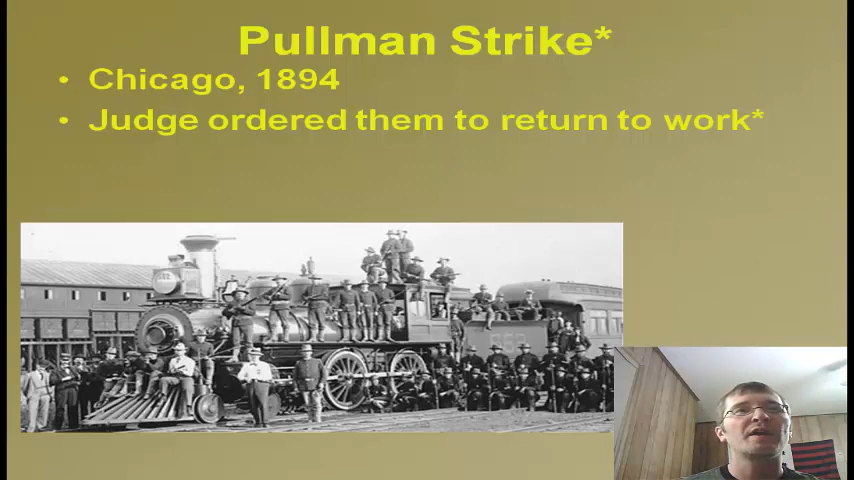 Pullman Strike*
• Chicago, 1894
• Judge ordered them to return to work*